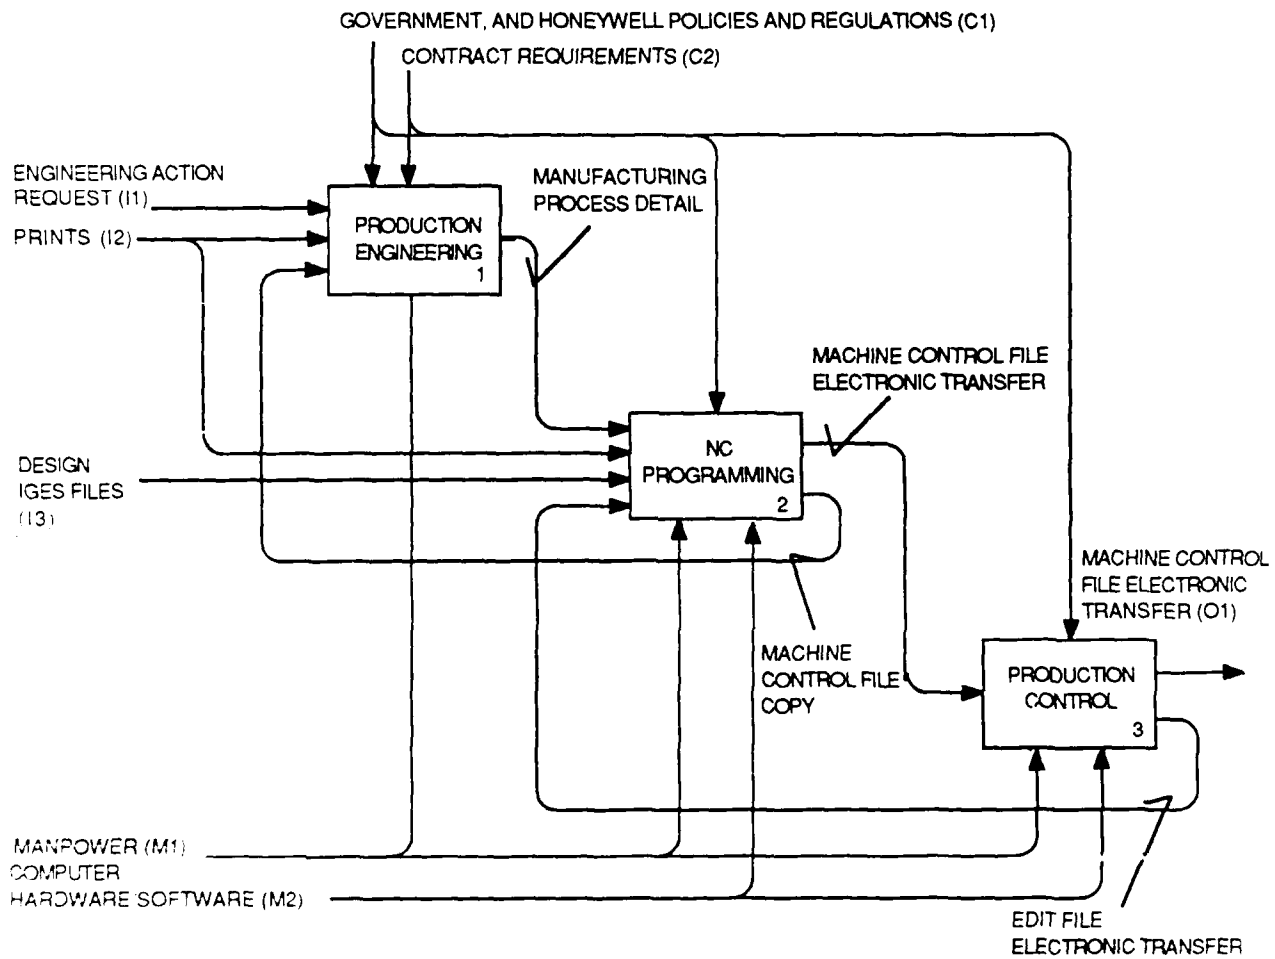 GOVERNMENT, AND HONEYWELL POLICIES AND REGULATIONS (C1)
CONTRACT REQUIREMENTS (C2)
ENGINEERING ACTION
REQUEST (I1)
PRINTS (I2)
MANUFACTURING
PROCESS DETAIL
PRODUCTION
ENGINEERING
1
MACHINE CONTROL FILE
ELECTRONIC TRANSFER
DESIGN
IGES FILES
(I3)
NC
PROGRAMMING
2
MACHINE CONTROL
FILE ELECTRONIC
TRANSFER (O1)
MACHINE
CONTROL FILE
COPY
PRODUCTION
CONTROL
3
MANPOWER (M1)
COMPUTER
HARDWARE SOFTWARE (M2)
EDIT FILE
ELECTRONIC TRANSFER